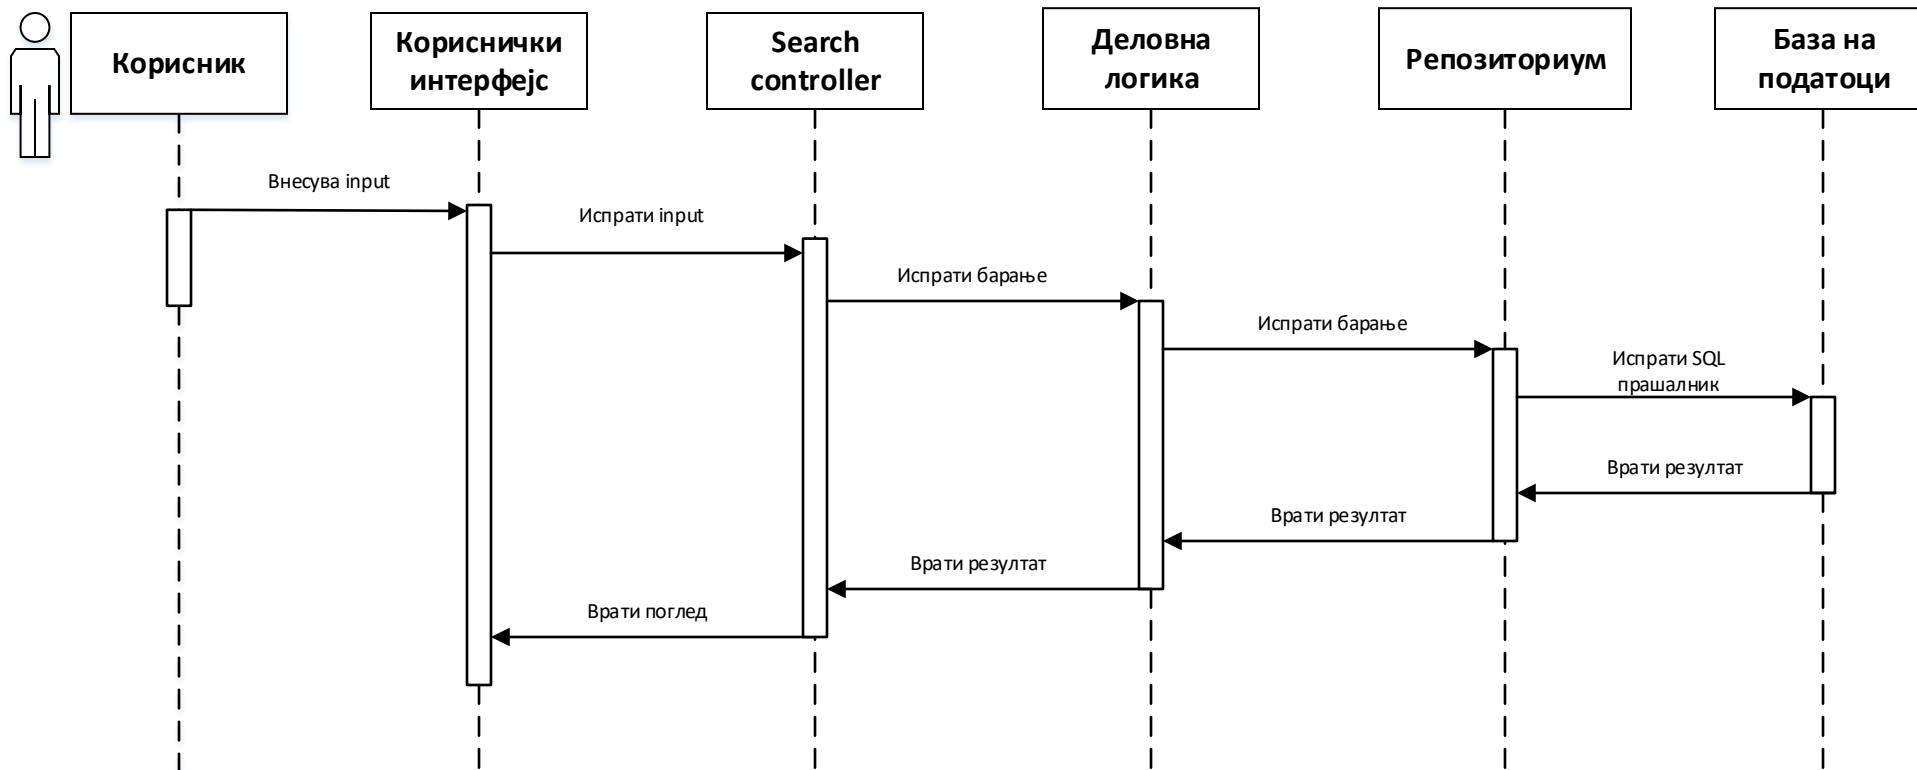 Корисник
Кориснички
интерфејс
Search
controller
Деловна
логика
Репозиториум
База на
податоци
Внесува input
Испрати input
Испрати барање
Испрати барање
Испрати SQL
прашалник
Врати резултат
Врати резултат
Врати резултат
Врати поглед